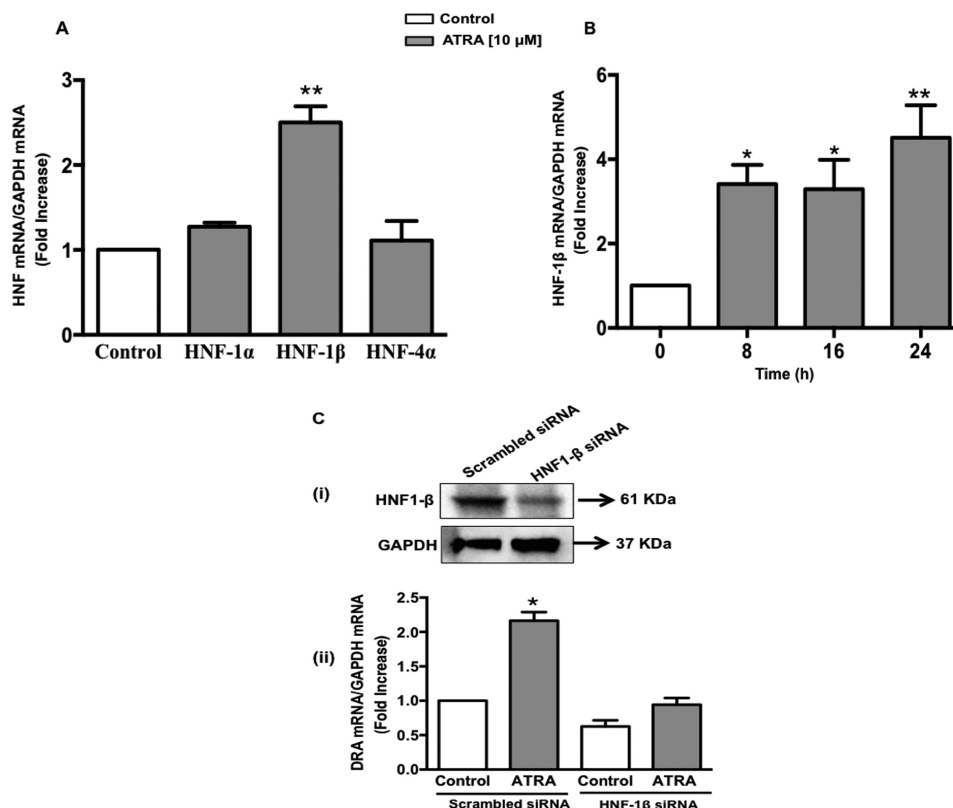 Control
ATRA [10 µM]
A
HNF mRNA/GAPDH mRNA
(Fold Increase)
3
2
1
0
**
Control HNF-1α HNF-1β HNF-4α
B
HNF-1β mRNA/GAPDH mRNA
(Fold Increase)
6
4
2
0
* * **
0 8 16 24
Time (h)
C
Scrambled siRNA
HNF1-β siRNA
(i)
HNF1-β 61 KDa
GAPDH 37 KDa
(ii)
DRA mRNA/GAPDH mRNA
(Fold Increase)
2.5
2.0
1.5
1.0
0.5
0.0
*
Control ATRA Control ATRA
Scrambled siRNA HNF-1β siRNA